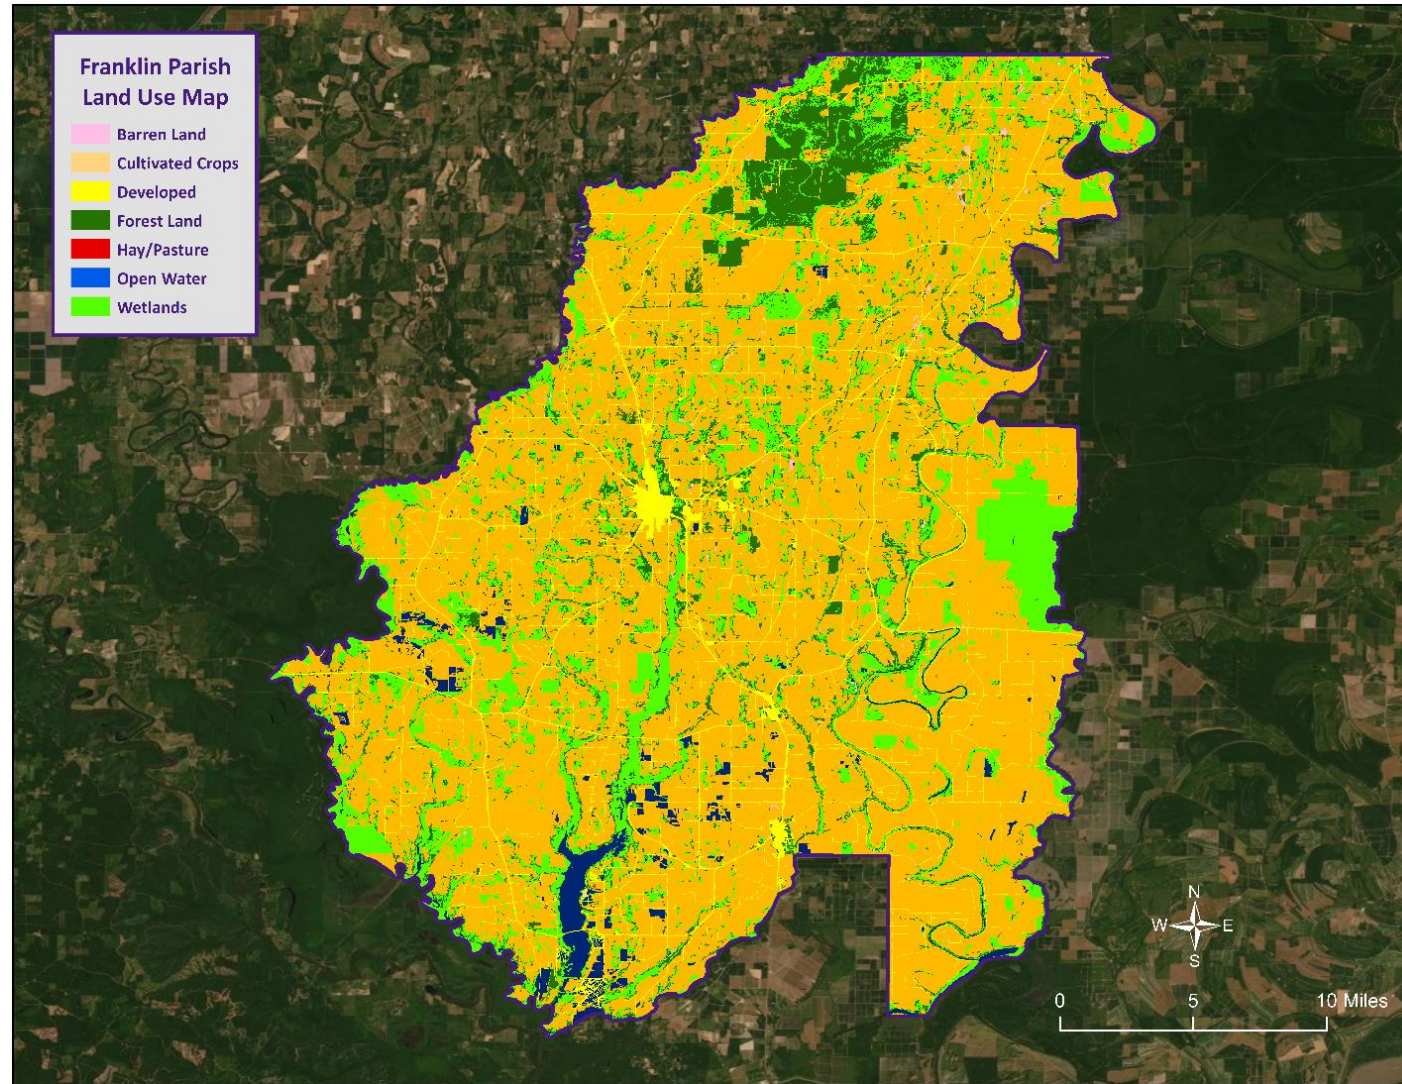 Franklin Parish
Land Use Map
Barren Land
Cultivated Crops
Developed
Forest Land
Hay/Pasture
Open Water
Wetlands
N
W E
S
0 5 10 Miles